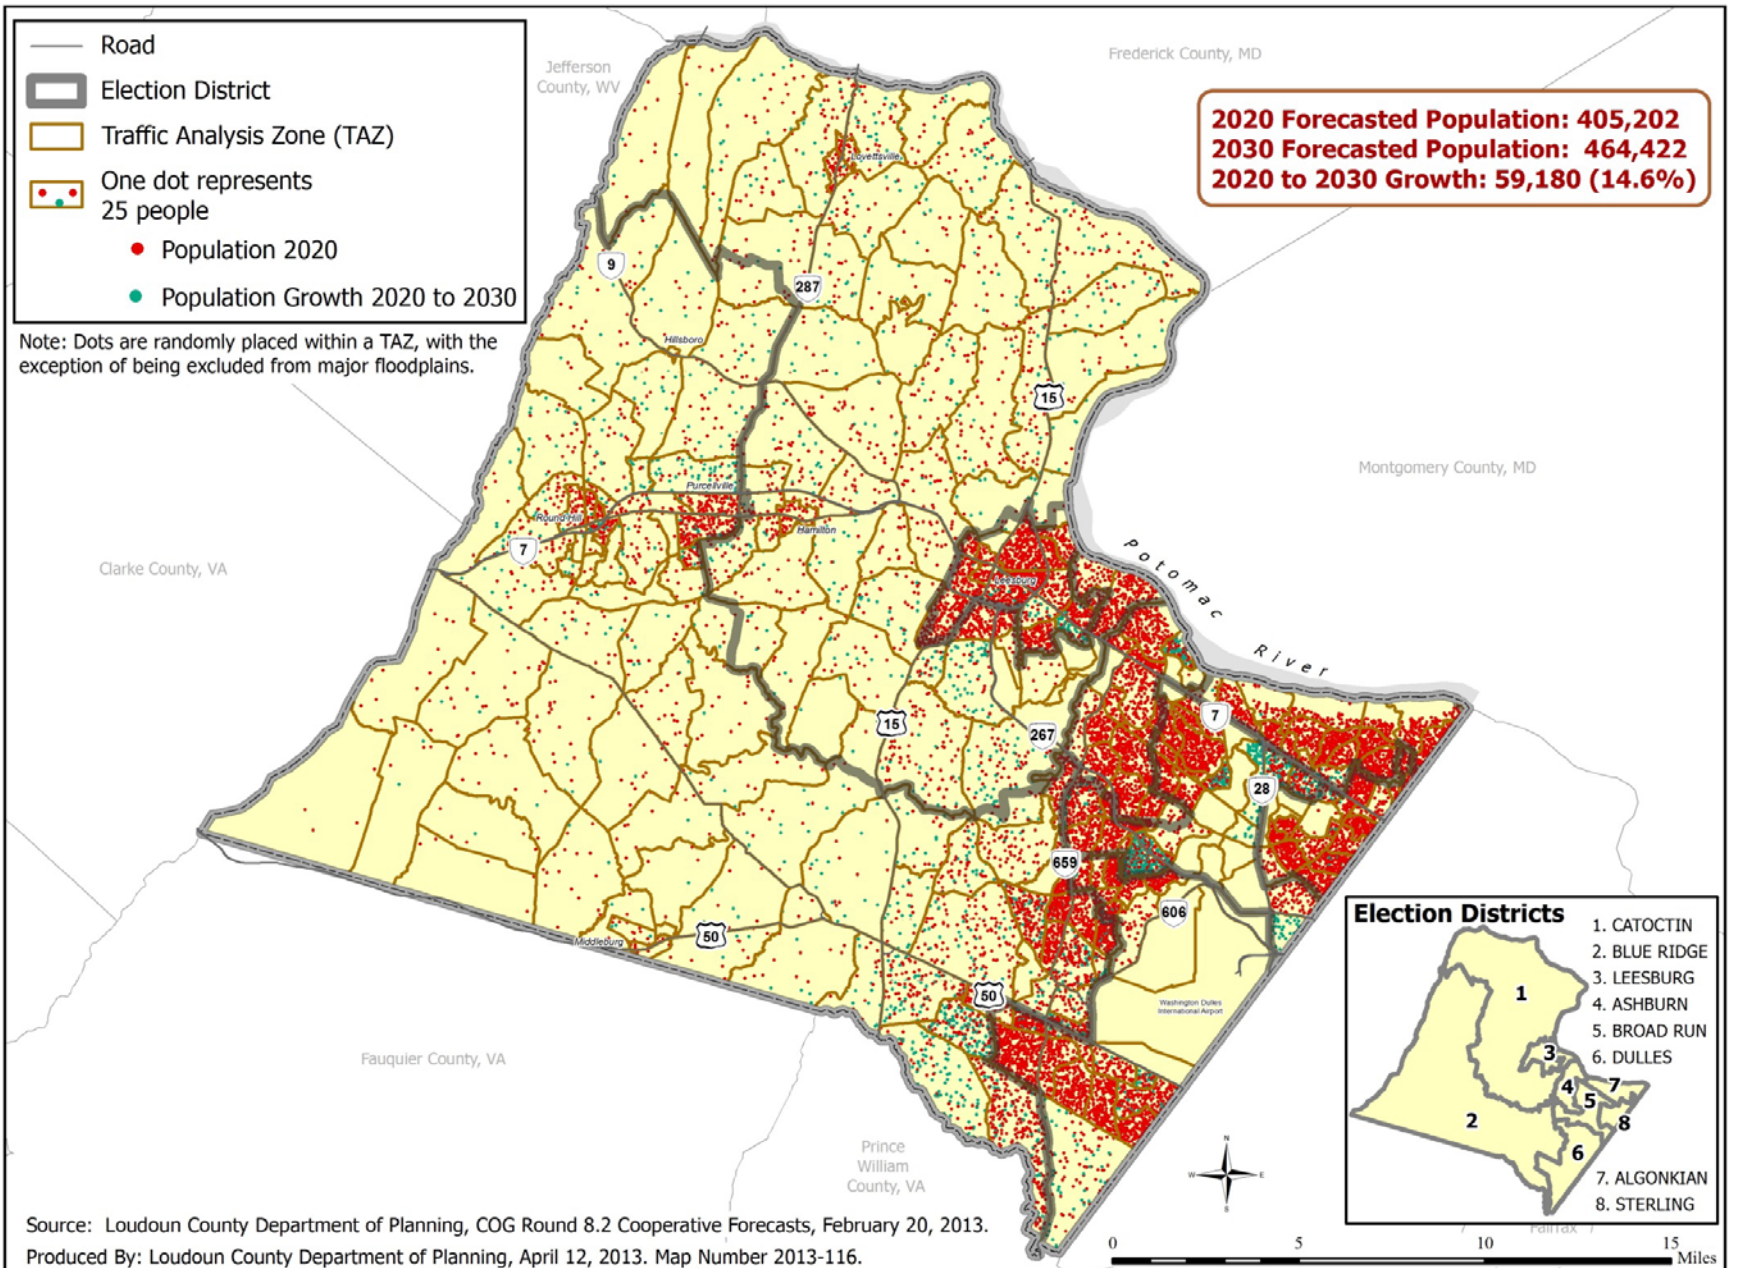 Road
Election District
Traffic Analysis Zone (TAZ)
One dot represents
25 people
Population 2020
Population Growth 2020 to 2030
Note: Dots are randomly placed within a TAZ, with the
exception of being excluded from major floodplains.
Jefferson
County, WV
Frederick County, MD
2020 Forecasted Population: 405,202
2030 Forecasted Population: 464,422
2020 to 2030 Growth: 59,180 (14.6%)
Lovettsville
9
287
Hillsboro
15
Montgomery County, MD
Purcellville
Round Hill
Hamilton
7
Clarke County, VA
Leesburg
Potomac
River
15
267
7
28
659
606
50
Middleburg
50
Washington Dulles
International Airport
Fauquier County, VA
Prince
William
County, VA
N
W E
S
Election Districts
1. CATOCTIN
2. BLUE RIDGE
3. LEESBURG
4. ASHBURN
5. BROAD RUN
6. DULLES
7. ALGONKIAN
8. STERLING
1
3
4
7
5
2
8
6
Fairfax
Source: Loudoun County Department of Planning, COG Round 8.2 Cooperative Forecasts, February 20, 2013.
Produced By: Loudoun County Department of Planning, April 12, 2013. Map Number 2013-116.
0 5 10 15
Miles